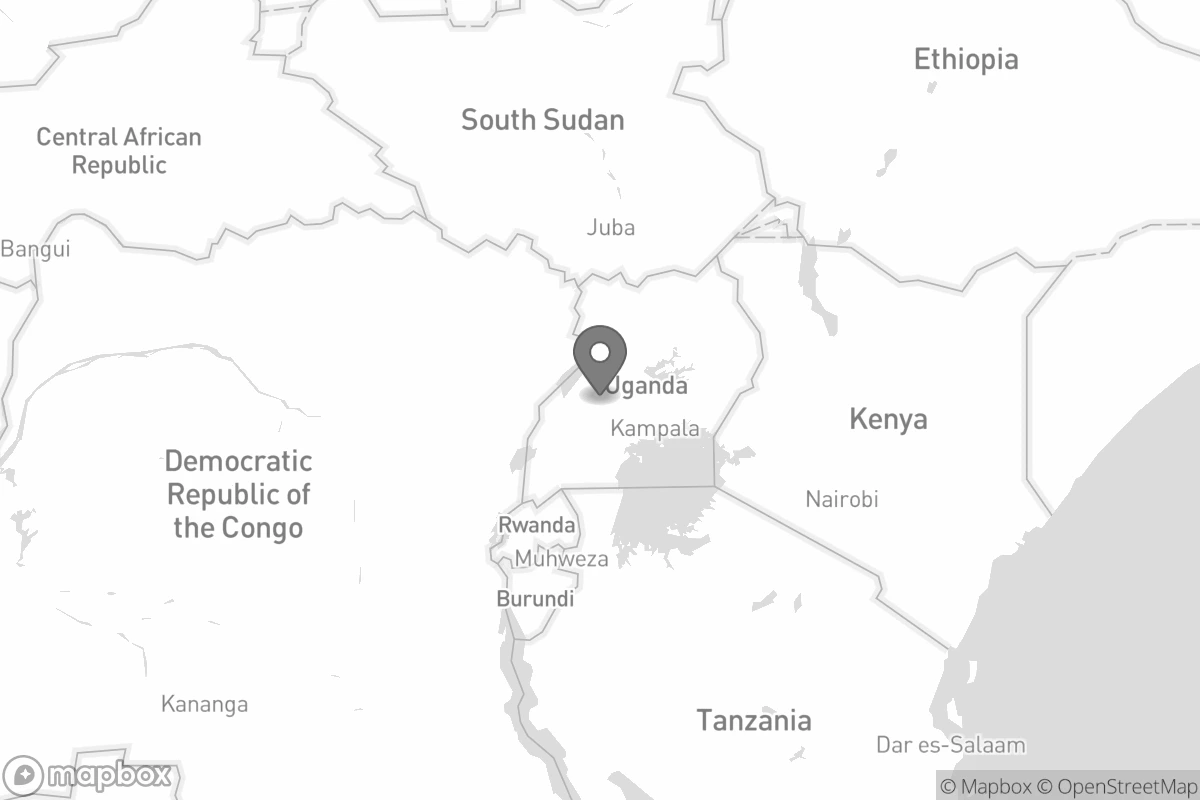 Ethiopia
South Sudan
Central African
Republic
Juba
Bangui
Uganda
Kampala
Kenya
Democratic
Republic of
the Congo
Nairobi
Rwanda
Muhweza
Burundi
Kananga
Tanzania
Dar es-Salaam
mapbox
© Mapbox © OpenStreetMap